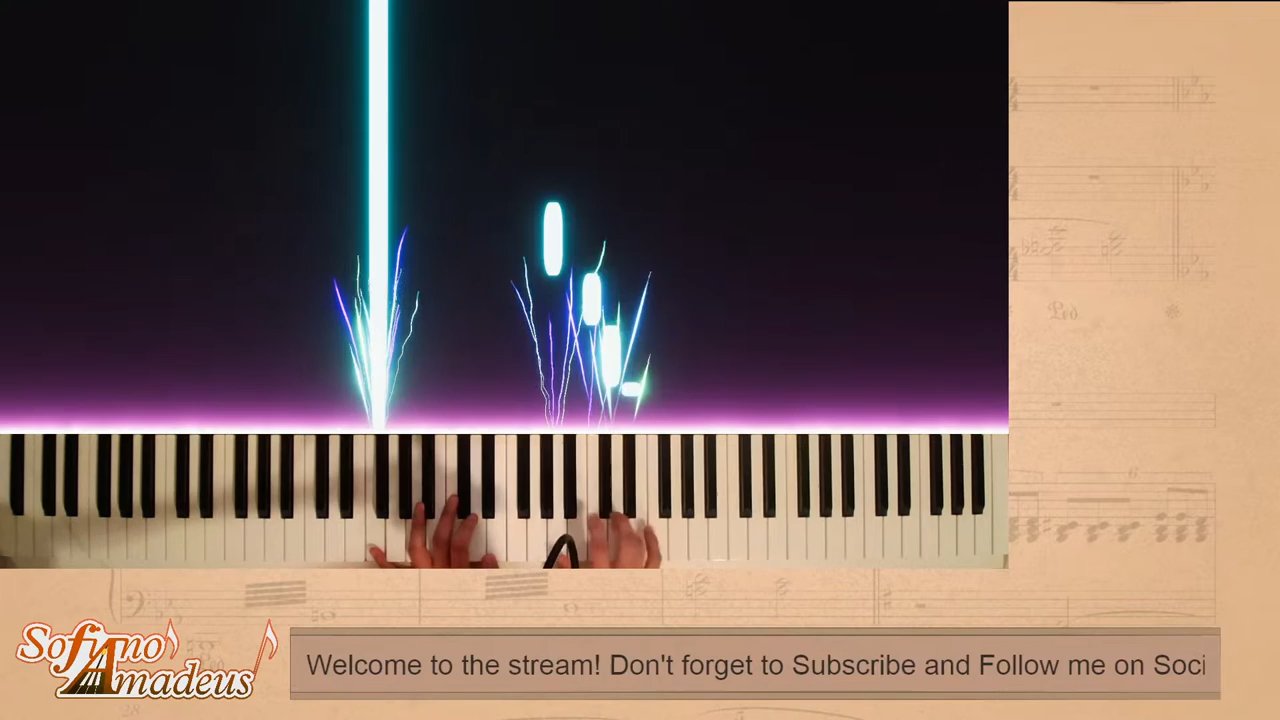 Sofiano
Amadeus
Welcome to the stream! Don't forget to Subscribe and Follow me on Soci